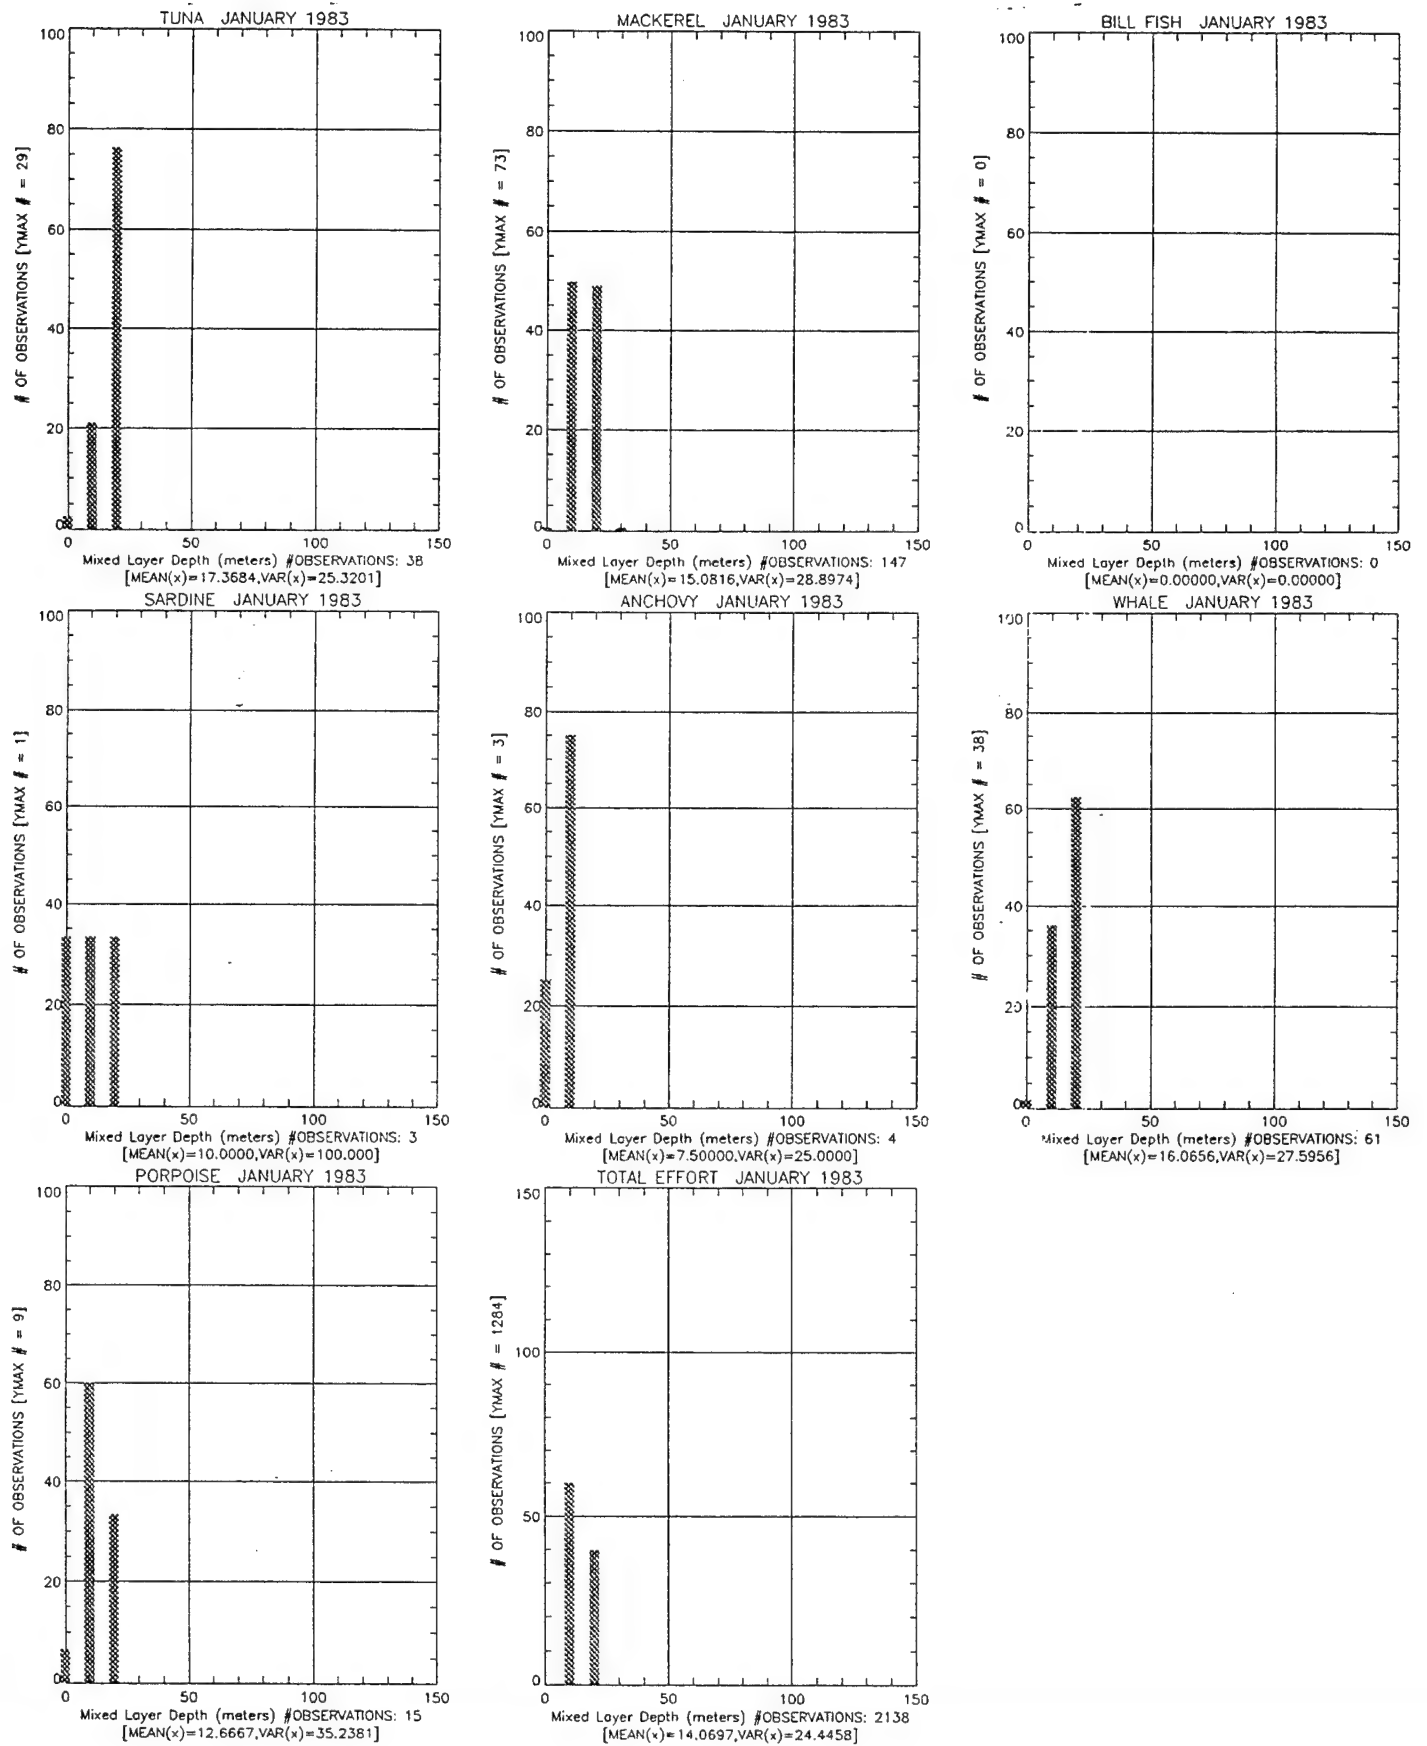 TUNA JANUARY 1983
100
80
60
40
20
0
# OF OBSERVATIONS [YMAX # = 29]
0 50 100 150
Mixed Layer Depth (meters) #OBSERVATIONS: 38
[MEAN(x)=17.3684,VAR(x)=25.3201]
MACKEREL JANUARY 1983
100
80
60
40
20
0
# OF OBSERVATIONS [YMAX # = 73]
0 50 100 150
Mixed Layer Depth (meters) #OBSERVATIONS: 147
[MEAN(x)=15.0816,VAR(x)=28.8974]
BILL FISH JANUARY 1983
100
80
60
40
20
0
# OF OBSERVATIONS [YMAX # = 0]
0 50 100 150
Mixed Layer Depth (meters) #OBSERVATIONS: 0
[MEAN(x)=0.00000,VAR(x)=0.00000]
SARDINE JANUARY 1983
100
80
60
40
20
0
# OF OBSERVATIONS [YMAX # = 1]
0 50 100 150
Mixed Layer Depth (meters) #OBSERVATIONS: 3
[MEAN(x)=10.0000,VAR(x)=100.000]
ANCHOVY JANUARY 1983
100
80
60
40
20
0
# OF OBSERVATIONS [YMAX # = 3]
0 50 100 150
Mixed Layer Depth (meters) #OBSERVATIONS: 4
[MEAN(x)=7.50000,VAR(x)=25.0000]
WHALE JANUARY 1983
100
80
60
40
20
0
# OF OBSERVATIONS [YMAX # = 38]
0 50 100 150
Mixed Layer Depth (meters) #OBSERVATIONS: 61
[MEAN(x)=16.0656,VAR(x)=27.5956]
PORPOISE JANUARY 1983
100
80
60
40
20
0
# OF OBSERVATIONS [YMAX # = 9]
0 50 100 150
Mixed Layer Depth (meters) #OBSERVATIONS: 15
[MEAN(x)=12.6667,VAR(x)=35.2381]
TOTAL EFFORT JANUARY 1983
150
100
50
0
# OF OBSERVATIONS [YMAX # = 1284]
0 50 100 150
Mixed Layer Depth (meters) #OBSERVATIONS: 2138
[MEAN(x)=14.0697,VAR(x)=24.4458]